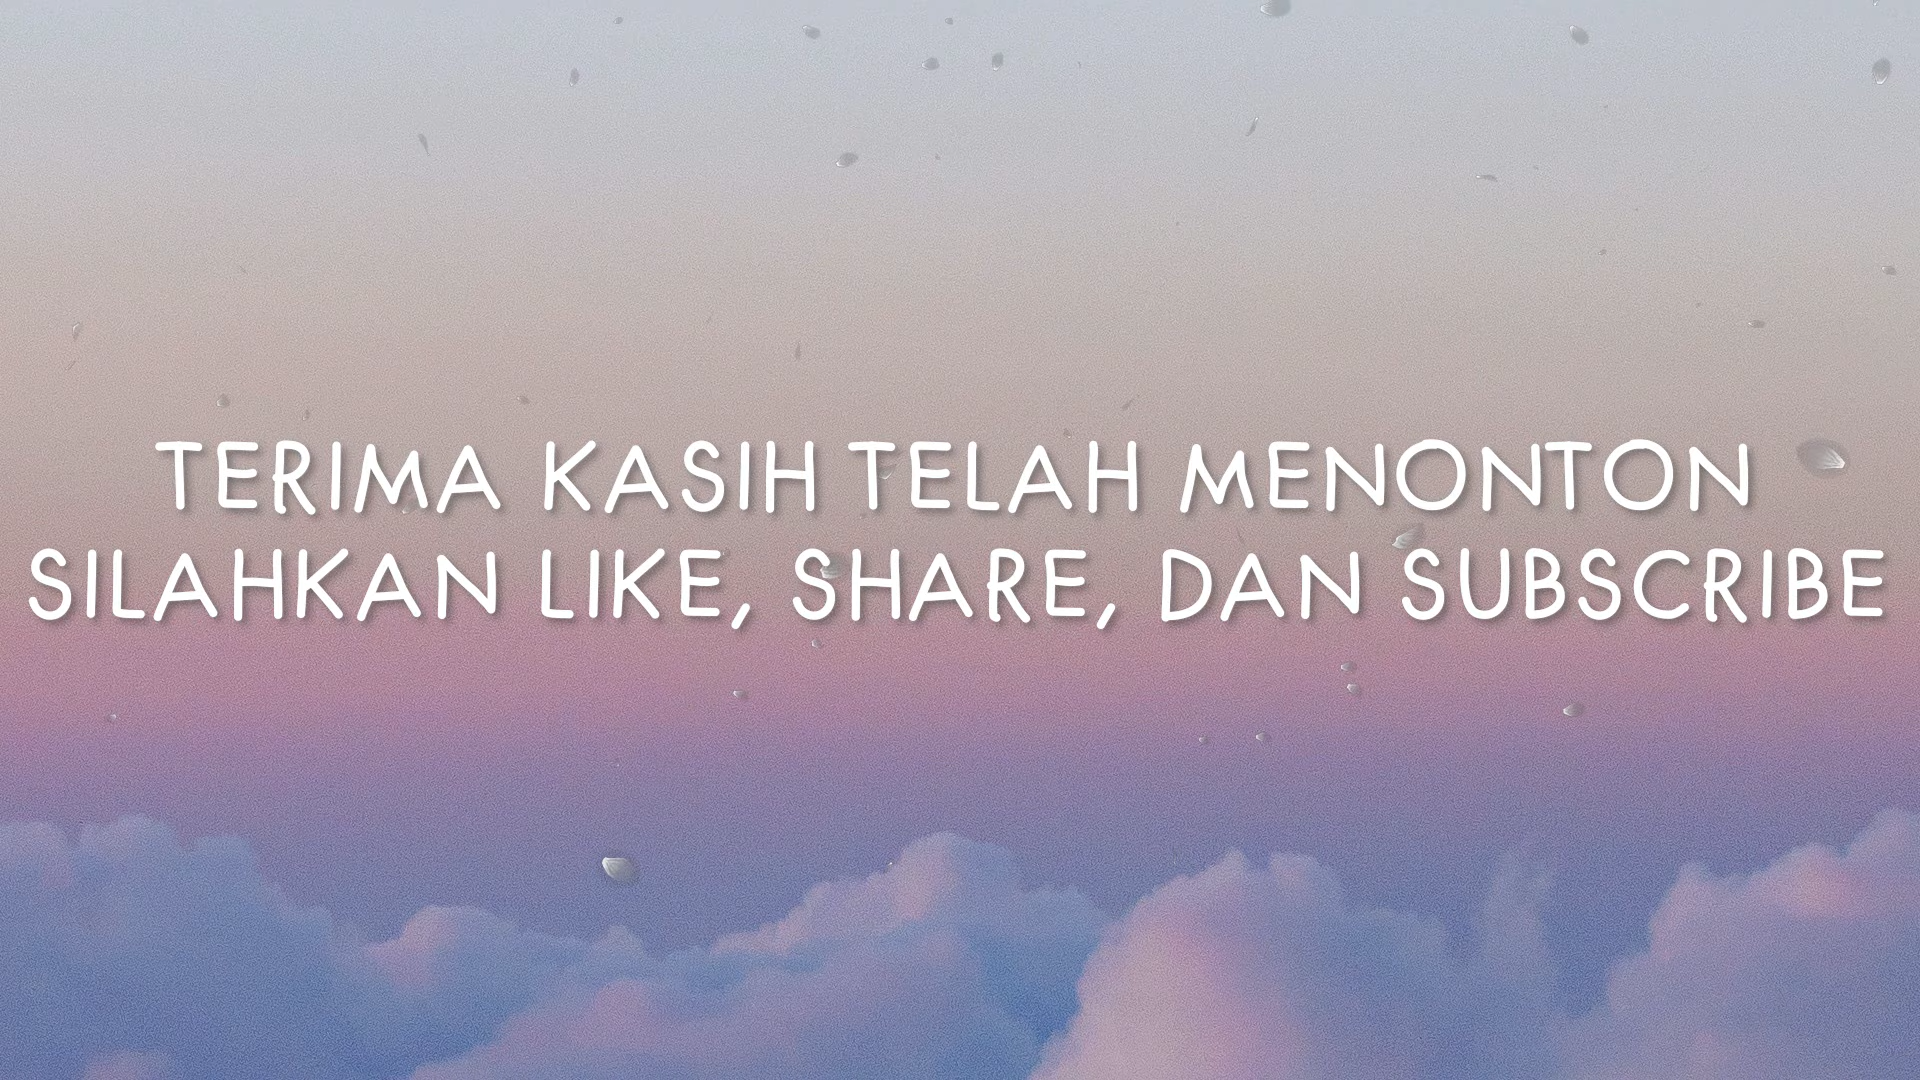 TERIMA KASIH TELAH MENONTON
SILAHKAN LIKE, SHARE, DAN SUBSCRIBE